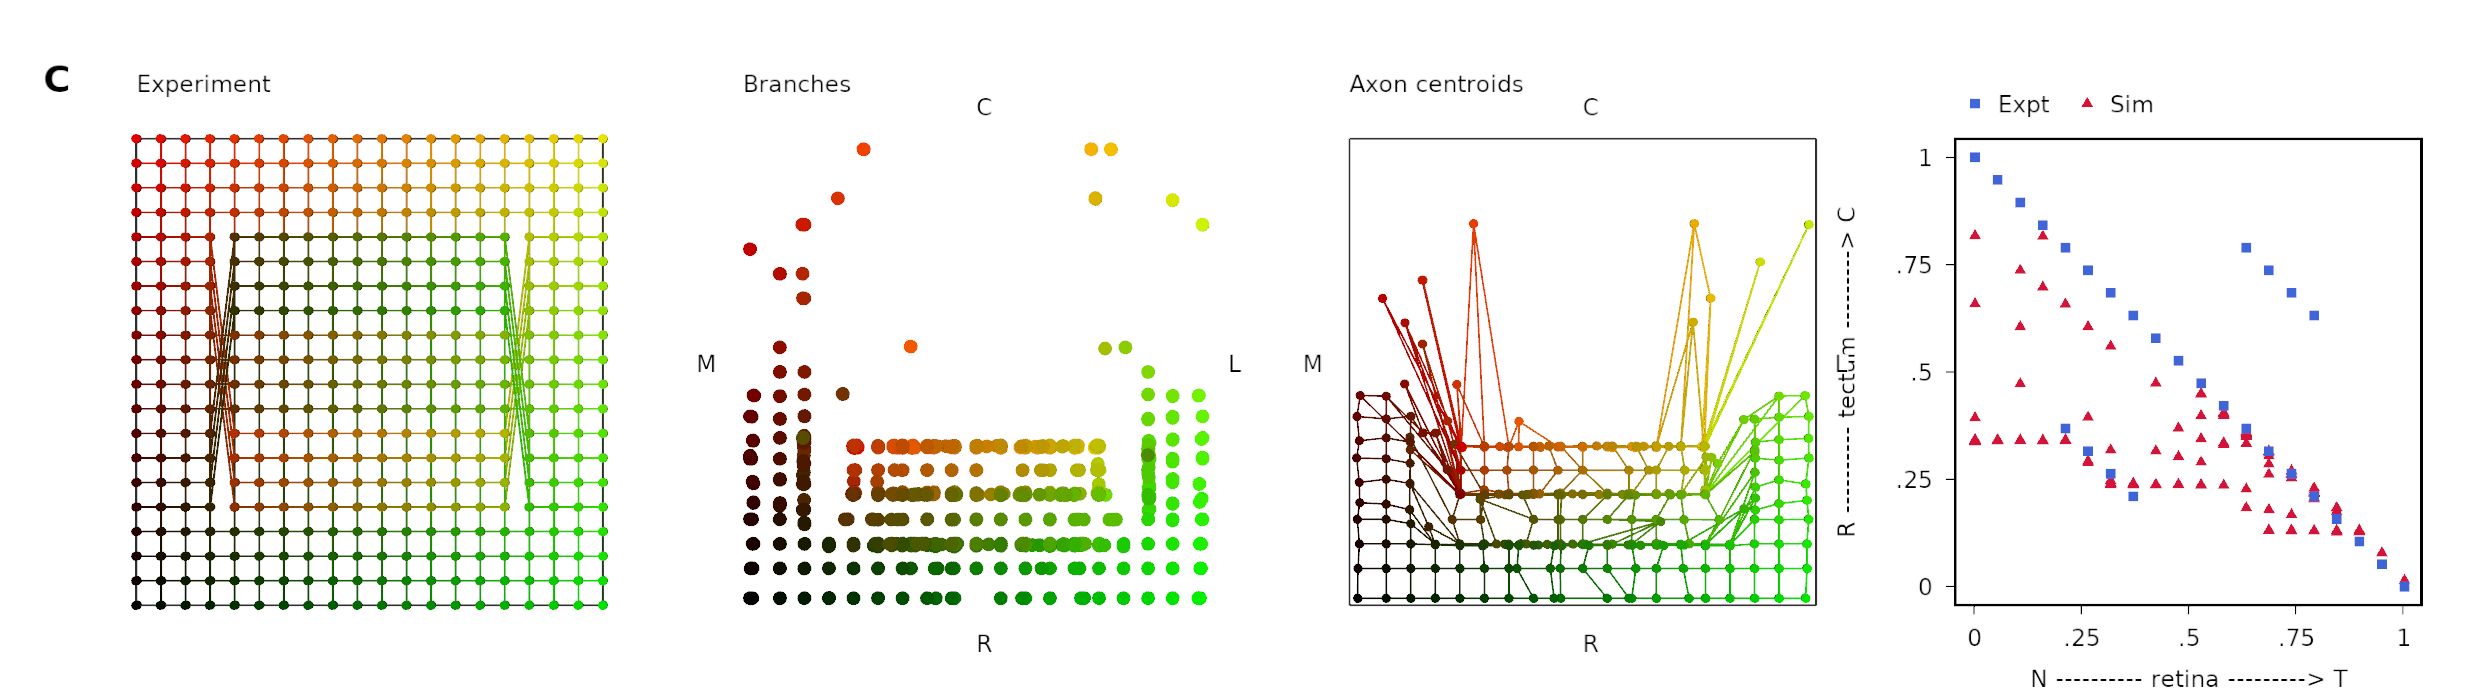 C
Experiment
Branches
C
M
L
R
Axon centroids
C
M
L
R
Expt
Sim
R ---------- tectum ---------> C
1
.75
.5
.25
0
0
.25
.5
.75
1
N ---------- retina ---------> T